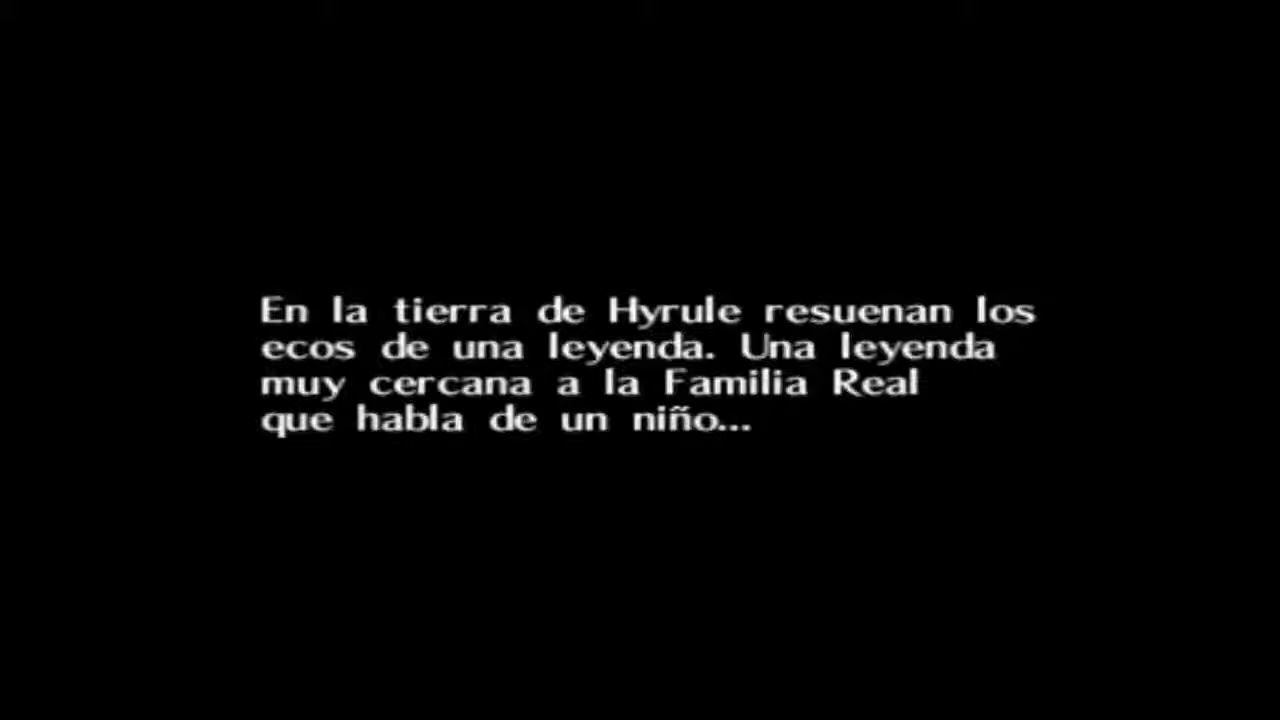 En la tierra de Hyrule resuenan los
ecos de una leyenda. Una leyenda
muy cercana a la Familia Real
que habla de un niño...